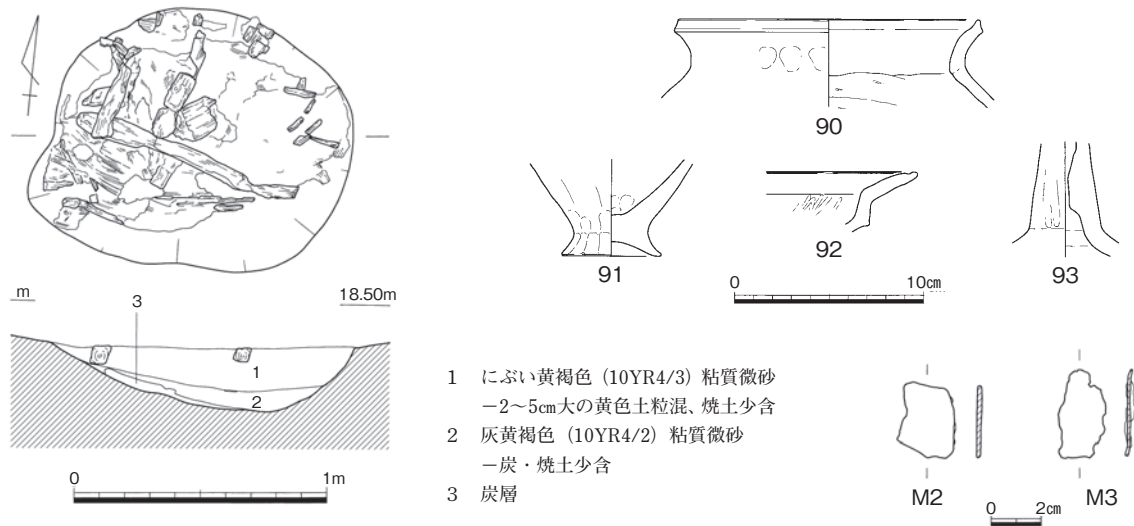 m
3
18.50m
1
2
0
1m
90
91
92
93
0
10cm
1 にぶい黄褐色(10YR4/3)粘質微砂
−2〜5cm大の黄色土粒混、焼土少含
2 灰黄褐色(10YR4/2)粘質微砂
−炭・焼土少含
3 炭層
M2
M3
0
2cm